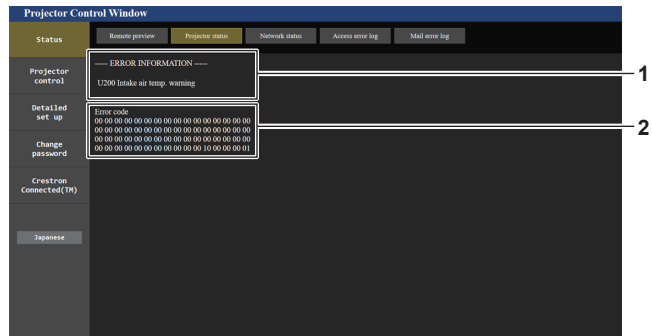 Projector Control Window
Status
Remote preview
Projector status
Network status
Access error log
Mail error log
----- ERROR INFORMATION -----
U200 Intake air temp. warning
1
Projector
control
Error code
00 00 00 00 00 00 00 00 00 00 00 00 00 00 00 00
00 00 00 00 00 00 00 00 00 00 00 00 00 00 00 00
00 00 00 00 00 00 00 00 00 00 00 00 00 00 00 00
00 00 00 00 00 00 00 00 00 00 00 10 00 00 00 01
2
Detailed
set up
Change
password
Crestron
Connected(TM)
Japanese